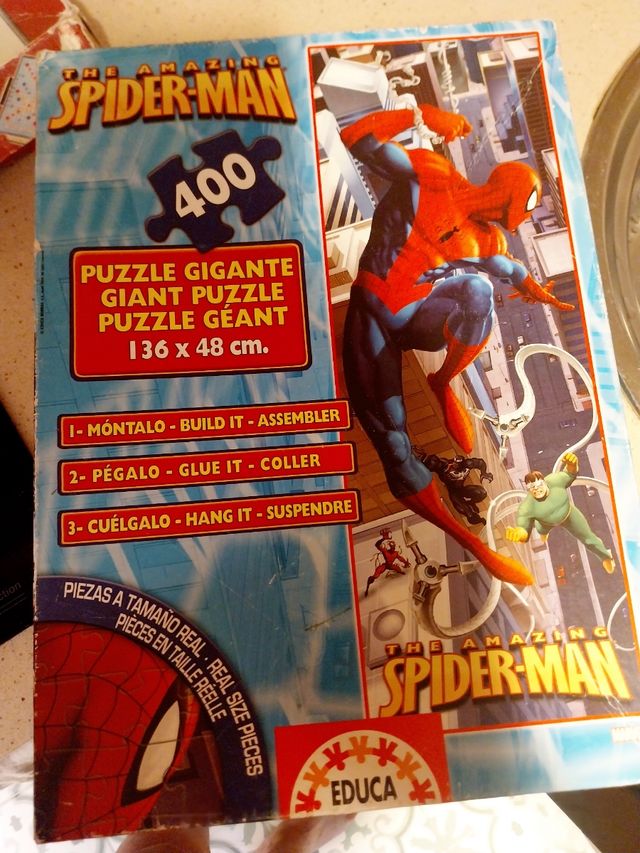 THE AMAZING
SPIDER-MAN
400
PUZZLE GIGANTE
GIANT PUZZLE
PUZZLE GÉANT
136 x 48 cm.
1- MÓNTALO - BUILD IT - ASSEMBLER
2- PÉGALO - GLUE IT - COLLER
3- CUÉLGALO - HANG IT - SUSPENDRE
PIEZAS A TAMAÑO REAL · REAL SIZE PIECES
PIÈCES EN TAILLE RÉELLE
THE AMAZING
SPIDER-MAN
EDUCA